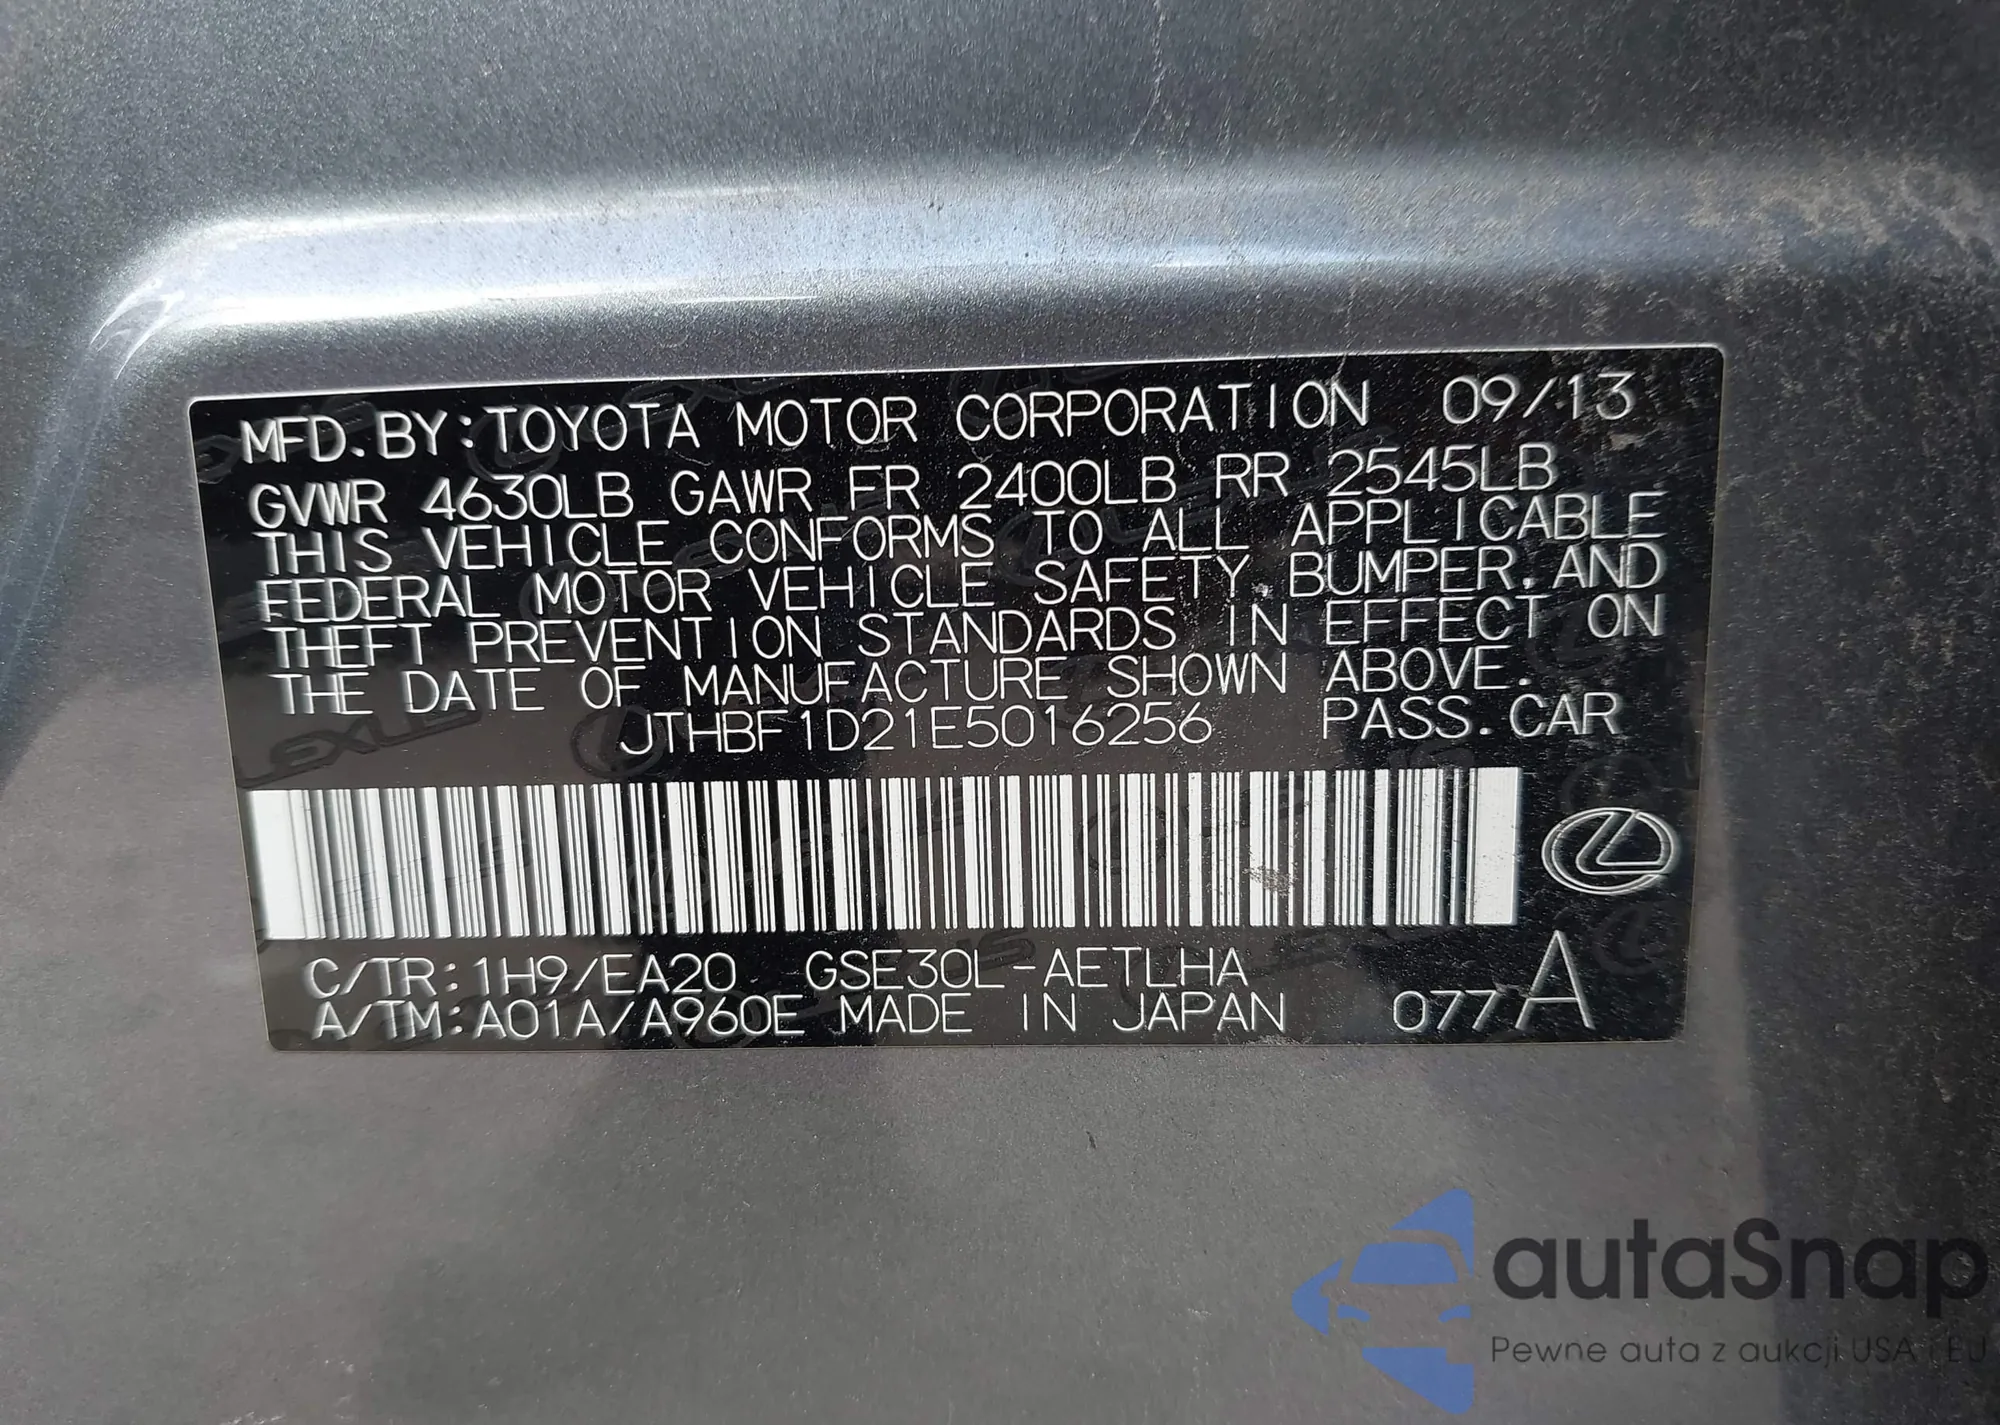 MFD. BY: TOYOTA MOTOR CORPORATION 09/13
GVWR 4630LB GAWR FR 2400LB RR 2545LB
THIS VEHICLE CONFORMS TO ALL APPLICABLE
FEDERAL MOTOR VEHICLE SAFETY, BUMPER, AND
THEFT PREVENTION STANDARDS IN EFFECT ON
THE DATE OF MANUFACTURE SHOWN ABOVE.
JTHBF1D21E5016256 PASS. CAR
C/TR: 1H9/EA20 GSE30L-AETLHA
A/TM: A01A/A960E MADE IN JAPAN 077 A
autaSnap
Pewne auta z aukcji USA i EU